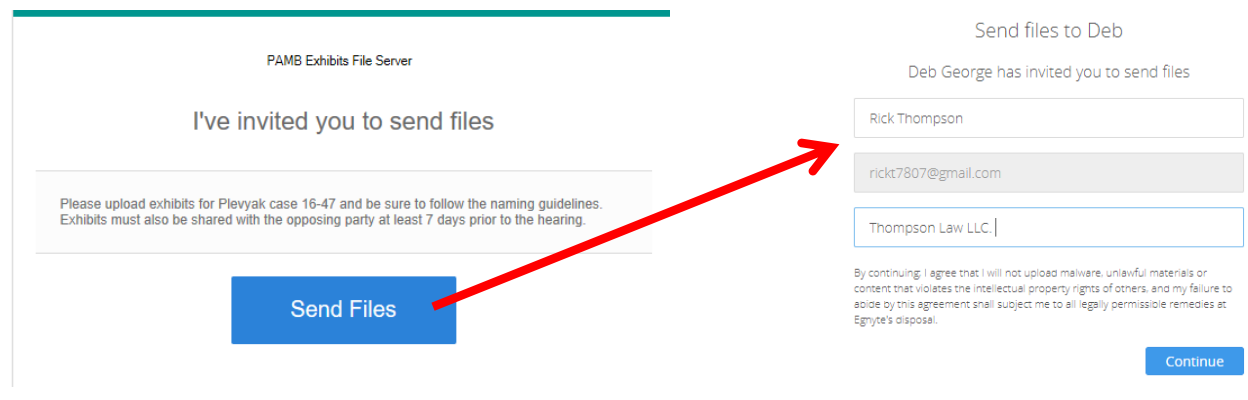 PAMB Exhibits File Server
I've invited you to send files
Please upload exhibits for Plevyak case 16-47 and be sure to follow the naming guidelines.
Exhibits must also be shared with the opposing party at least 7 days prior to the hearing.
Send Files
Send files to Deb
Deb George has invited you to send files
Rick Thompson
rickt7807@gmail.com
Thompson Law LLC.
By continuing, I agree that I will not upload malware, unlawful materials or
content that violates the intellectual property rights of others, and my failure to
abide by this agreement shall subject me to all legally permissible remedies at
Egnyte's disposal.
Continue